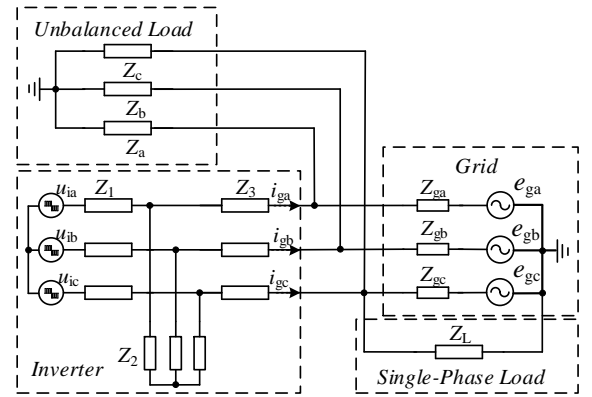 Unbalanced Load
Zc
Zb
Za
Grid
uia Z1 Z3 iga Zga ega
uib igb Zgb egb
uic igc Zgc egc
Z2 ZL
Inverter Single-Phase Load